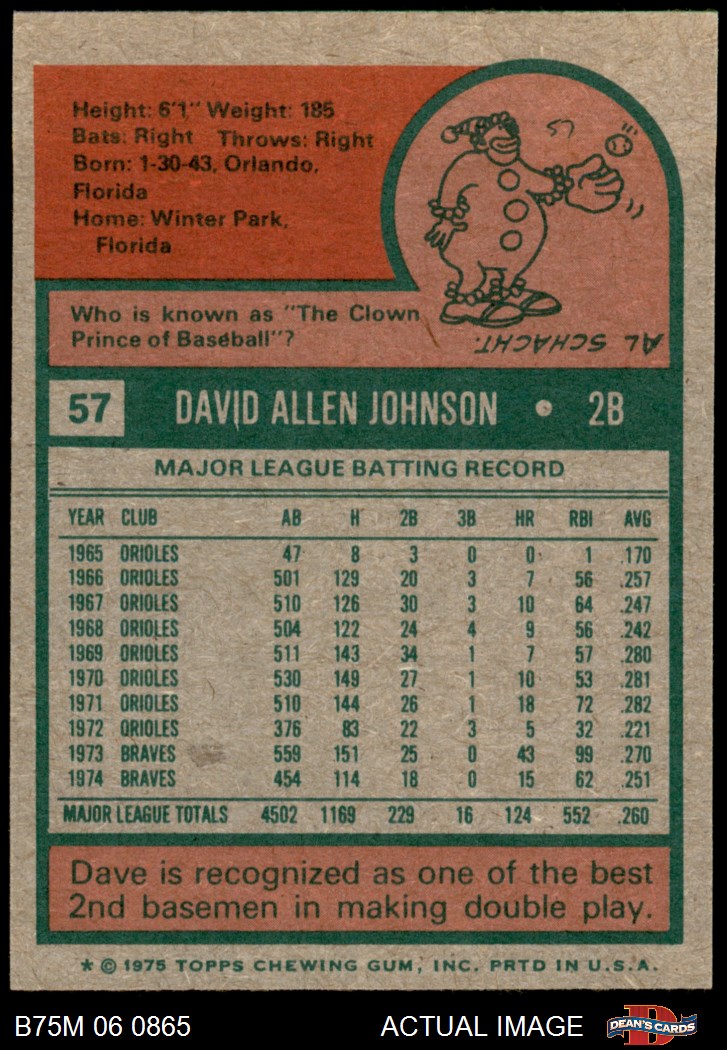 Height: 6'1" Weight: 185
Bats: Right Throws: Right
Born: 1-30-43, Orlando,
Florida
Home: Winter Park,
Florida
57
Who is known as "The Clown
Prince of Baseball"?
AL SCHACHT.
57 DAVID ALLEN JOHNSON • 2B
MAJOR LEAGUE BATTING RECORD
YEAR CLUB AB H 2B 3B HR RBI AVG
1965 ORIOLES 47 8 3 0 0 1 .170
1966 ORIOLES 501 129 20 3 7 56 .257
1967 ORIOLES 510 126 30 3 10 64 .247
1968 ORIOLES 504 122 24 4 9 56 .242
1969 ORIOLES 511 143 34 1 7 57 .280
1970 ORIOLES 530 149 27 1 10 53 .281
1971 ORIOLES 510 144 26 1 18 72 .282
1972 ORIOLES 376 83 22 3 5 32 .221
1973 BRAVES 559 151 25 0 43 99 .270
1974 BRAVES 454 114 18 0 15 62 .251
MAJOR LEAGUE TOTALS 4502 1169 229 16 124 552 .260
Dave is recognized as one of the best
2nd basemen in making double play.
* © 1975 TOPPS CHEWING GUM, INC. PRTD IN U.S.A.
B75M 06 0865 ACTUAL IMAGE D DEAN'S CARDS